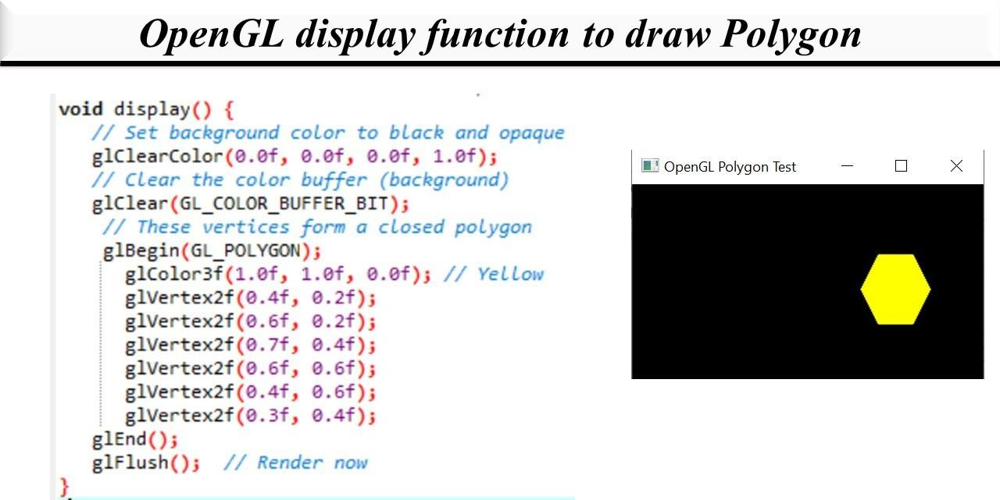 OpenGL display function to draw Polygon
void display() {
// Set background color to black and opaque
glClearColor(0.0f, 0.0f, 0.0f, 1.0f);
// Clear the color buffer (background)
glClear(GL_COLOR_BUFFER_BIT);
// These vertices form a closed polygon
glBegin(GL_POLYGON);
glColor3f(1.0f, 1.0f, 0.0f); // Yellow
glVertex2f(0.4f, 0.2f);
glVertex2f(0.6f, 0.2f);
glVertex2f(0.7f, 0.4f);
glVertex2f(0.6f, 0.6f);
glVertex2f(0.4f, 0.6f);
glVertex2f(0.3f, 0.4f);
glEnd();
glFlush(); // Render now
}
OpenGL Polygon Test